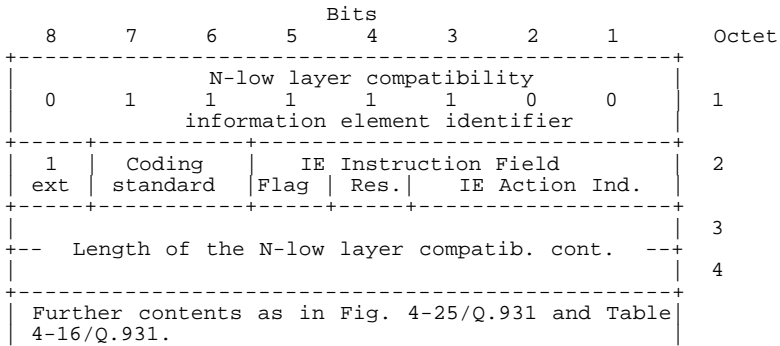 Bits
8 7 6 5 4 3 2 1 Octet
N-low layer compatibility
0 1 1 1 1 1 0 0 1
information element identifier
1 Coding IE Instruction Field 2
ext standard Flag Res. IE Action Ind.
3
Length of the N-low layer compatib. cont.
4
Further contents as in Fig. 4-25/Q.931 and Table
4-16/Q.931.